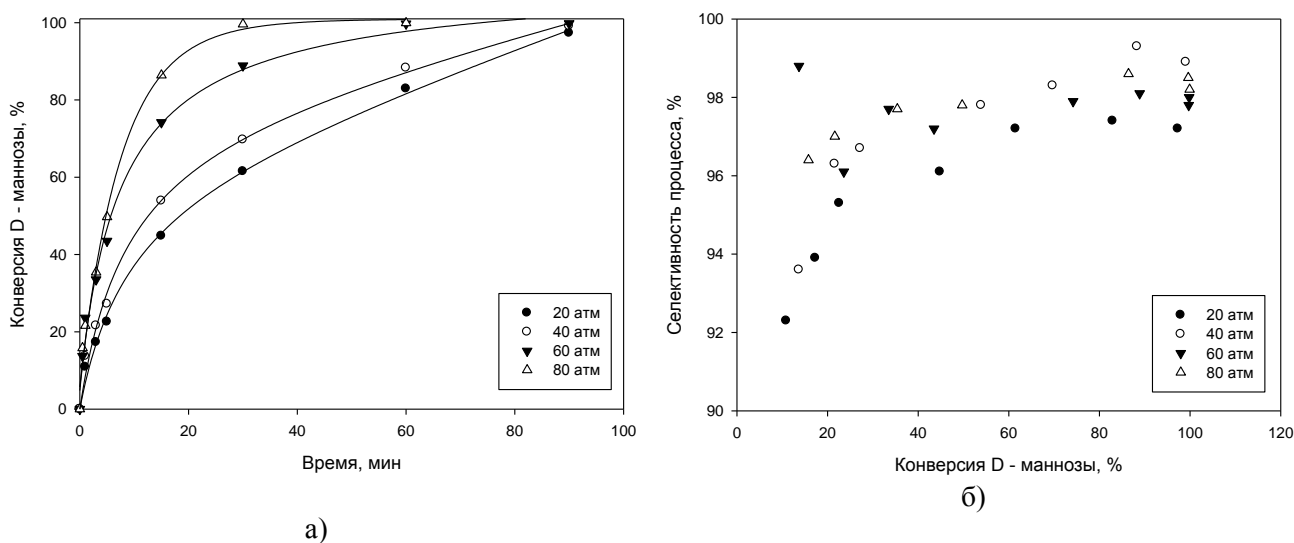 Конверсия D - маннозы, %
100
80
60
40
20
0
0 20 40 60 80 100
Время, мин
20 атм
40 атм
60 атм
80 атм
а)
Селективность процесса, %
100
98
96
94
92
90
0 20 40 60 80 100 120
Конверсия D - маннозы, %
20 атм
40 атм
60 атм
80 атм
б)